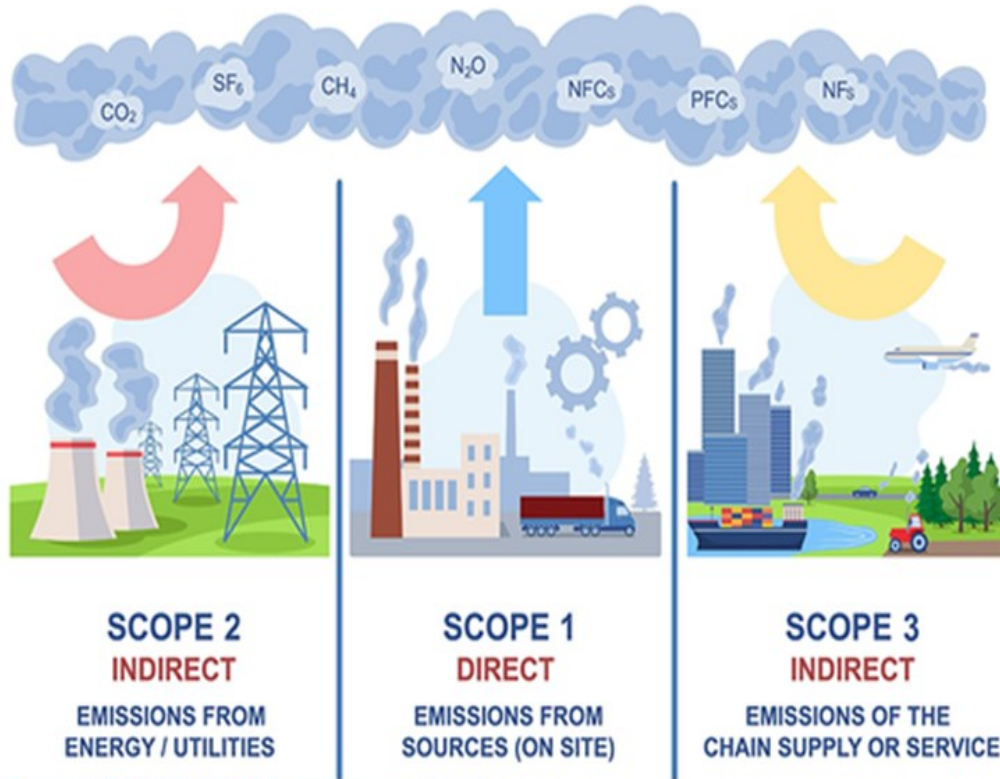 CO₂
SF₆
CH₄
N₂O
NFCs
PFCs
NFs
SCOPE 2
INDIRECT
EMISSIONS FROM
ENERGY / UTILITIES
SCOPE 1
DIRECT
EMISSIONS FROM
SOURCES (ON SITE)
SCOPE 3
INDIRECT
EMISSIONS OF THE
CHAIN SUPPLY OR SERVICE